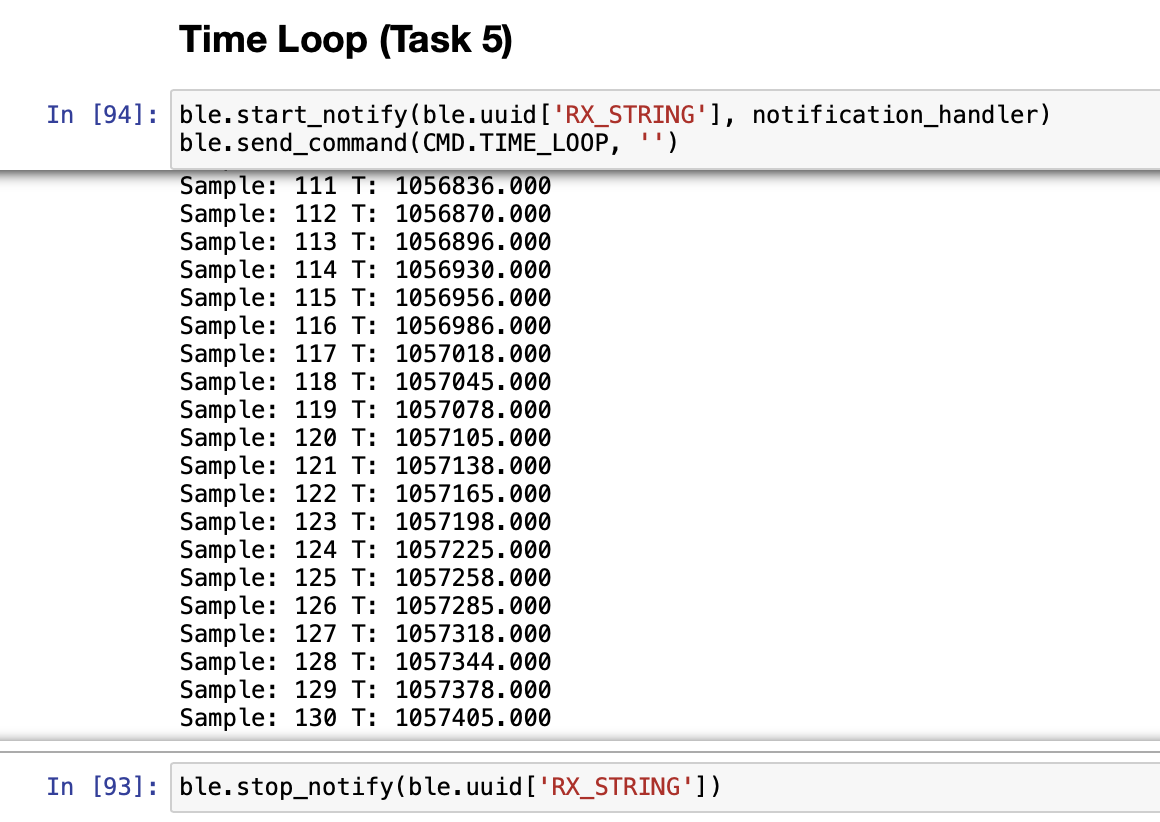 Time Loop (Task 5)
In [94]: ble.start_notify(ble.uuid['RX_STRING'], notification_handler)
ble.send_command(CMD.TIME_LOOP, '')
Sample: 111 T: 1056836.000
Sample: 112 T: 1056870.000
Sample: 113 T: 1056896.000
Sample: 114 T: 1056930.000
Sample: 115 T: 1056956.000
Sample: 116 T: 1056986.000
Sample: 117 T: 1057018.000
Sample: 118 T: 1057045.000
Sample: 119 T: 1057078.000
Sample: 120 T: 1057105.000
Sample: 121 T: 1057138.000
Sample: 122 T: 1057165.000
Sample: 123 T: 1057198.000
Sample: 124 T: 1057225.000
Sample: 125 T: 1057258.000
Sample: 126 T: 1057285.000
Sample: 127 T: 1057318.000
Sample: 128 T: 1057344.000
Sample: 129 T: 1057378.000
Sample: 130 T: 1057405.000
In [93]: ble.stop_notify(ble.uuid['RX_STRING'])